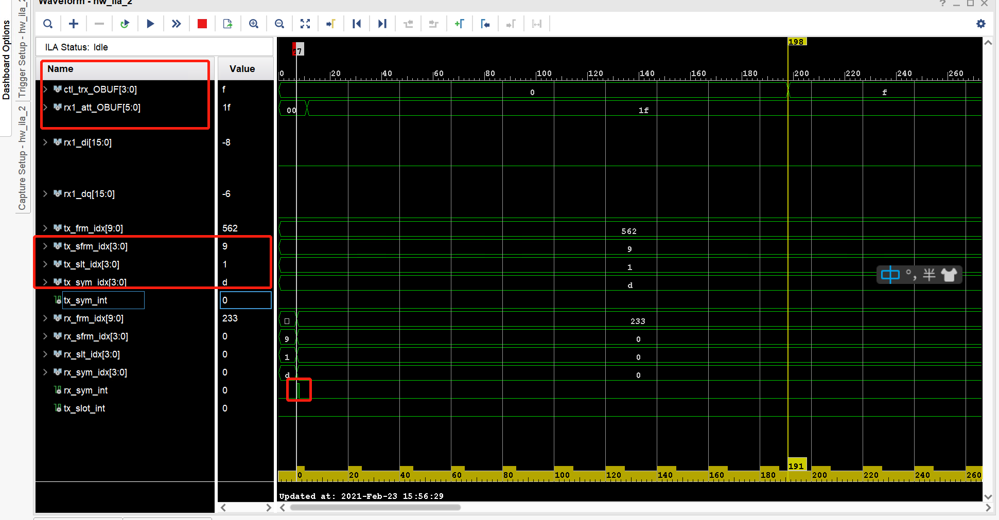 Waveform - hw_ila_2
Dashboard Options
Trigger Setup - hw_ila_2
Capture Setup - hw_ila_2
ILA Status: Idle
Name Value
ctl_trx_OBUF[3:0] f
rx1_att_OBUF[5:0] 1f
rx1_di[15:0] -8
rx1_dq[15:0] -6
tx_frm_idx[9:0] 562
tx_sfrm_idx[3:0] 9
tx_slt_idx[3:0] 1
tx_sym_idx[3:0] d
tx_sym_int 0
rx_frm_idx[9:0] 233
rx_sfrm_idx[3:0] 0
rx_slt_idx[3:0] 0
rx_sym_idx[3:0] 0
rx_sym_int 0
tx_slot_int 0
7 198
0 20 40 60 80 100 120 140 160 180 200 220 240 260
0 f
00 1f
562
9
1
d
233
9 0
1 0
d 0
中 °, 半
191
0 20 40 60 80 100 120 140 160 180 200 220 240 260
Updated at: 2021-Feb-23 15:56:29